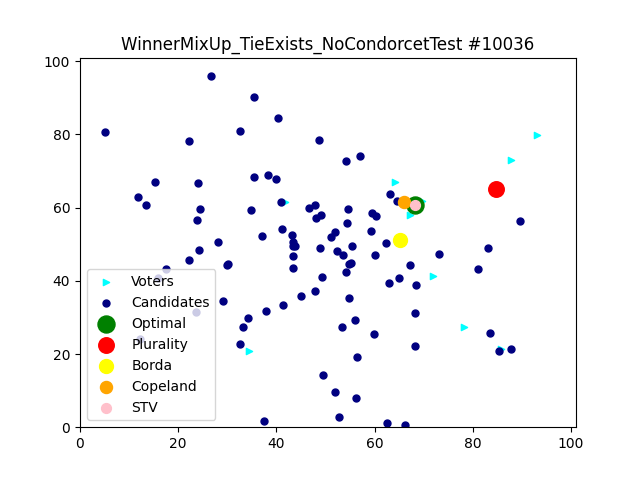 WinnerMixUp_TieExists_NoCondorcetTest #10036
100
80
60
40
20
0
Voters
Candidates
Optimal
Plurality
Borda
Copeland
STV
0 20 40 60 80 100